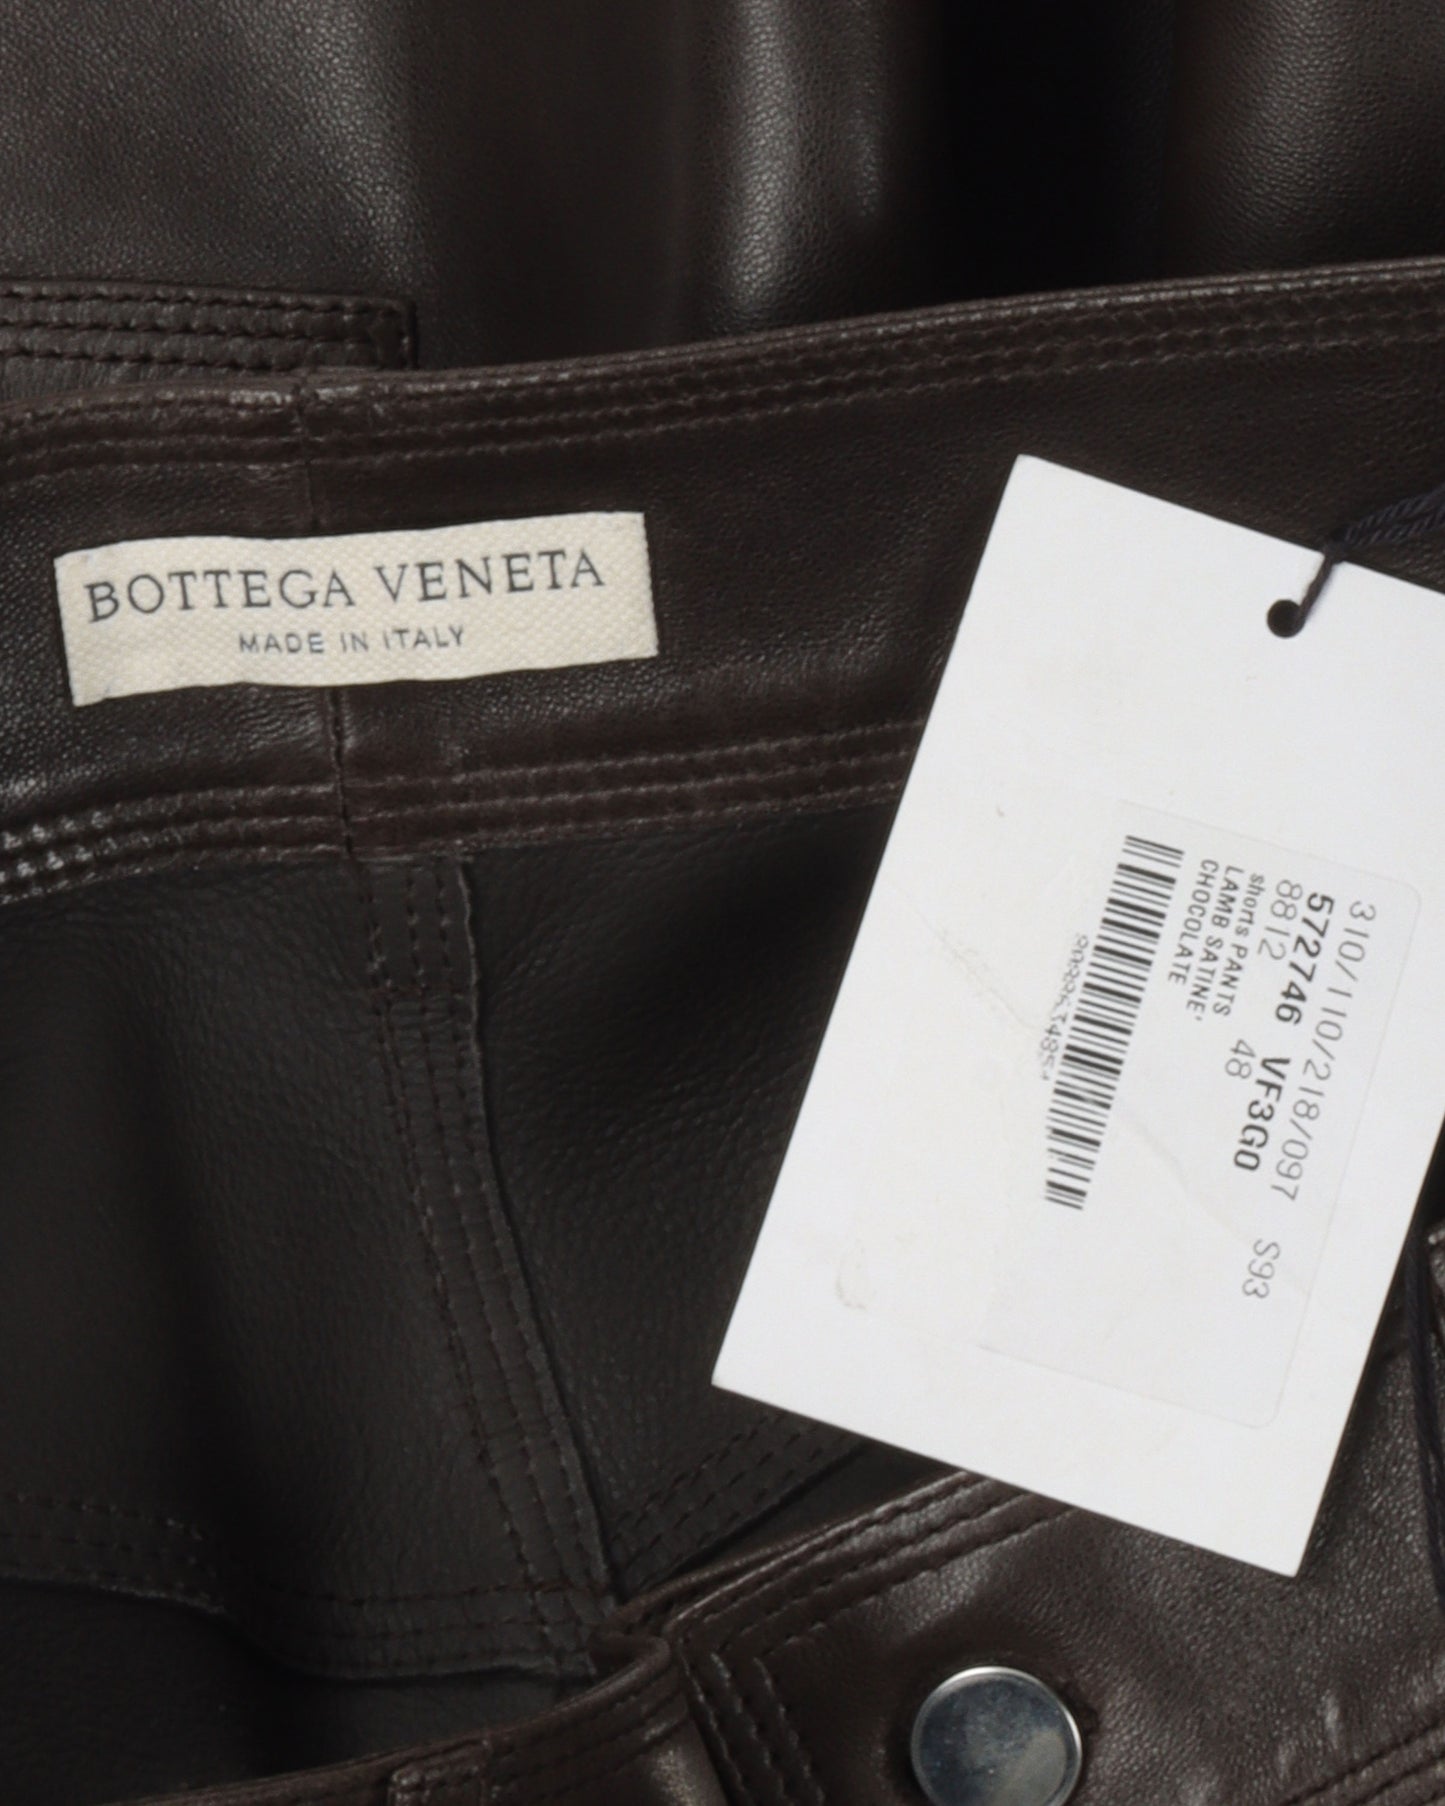 BOTTEGA VENETA
MADE IN ITALY
310/110/218/097 S93
572746 VF3G0
8812 48
shorts PANTS
LAMB SATINE,
CHOCOLATE